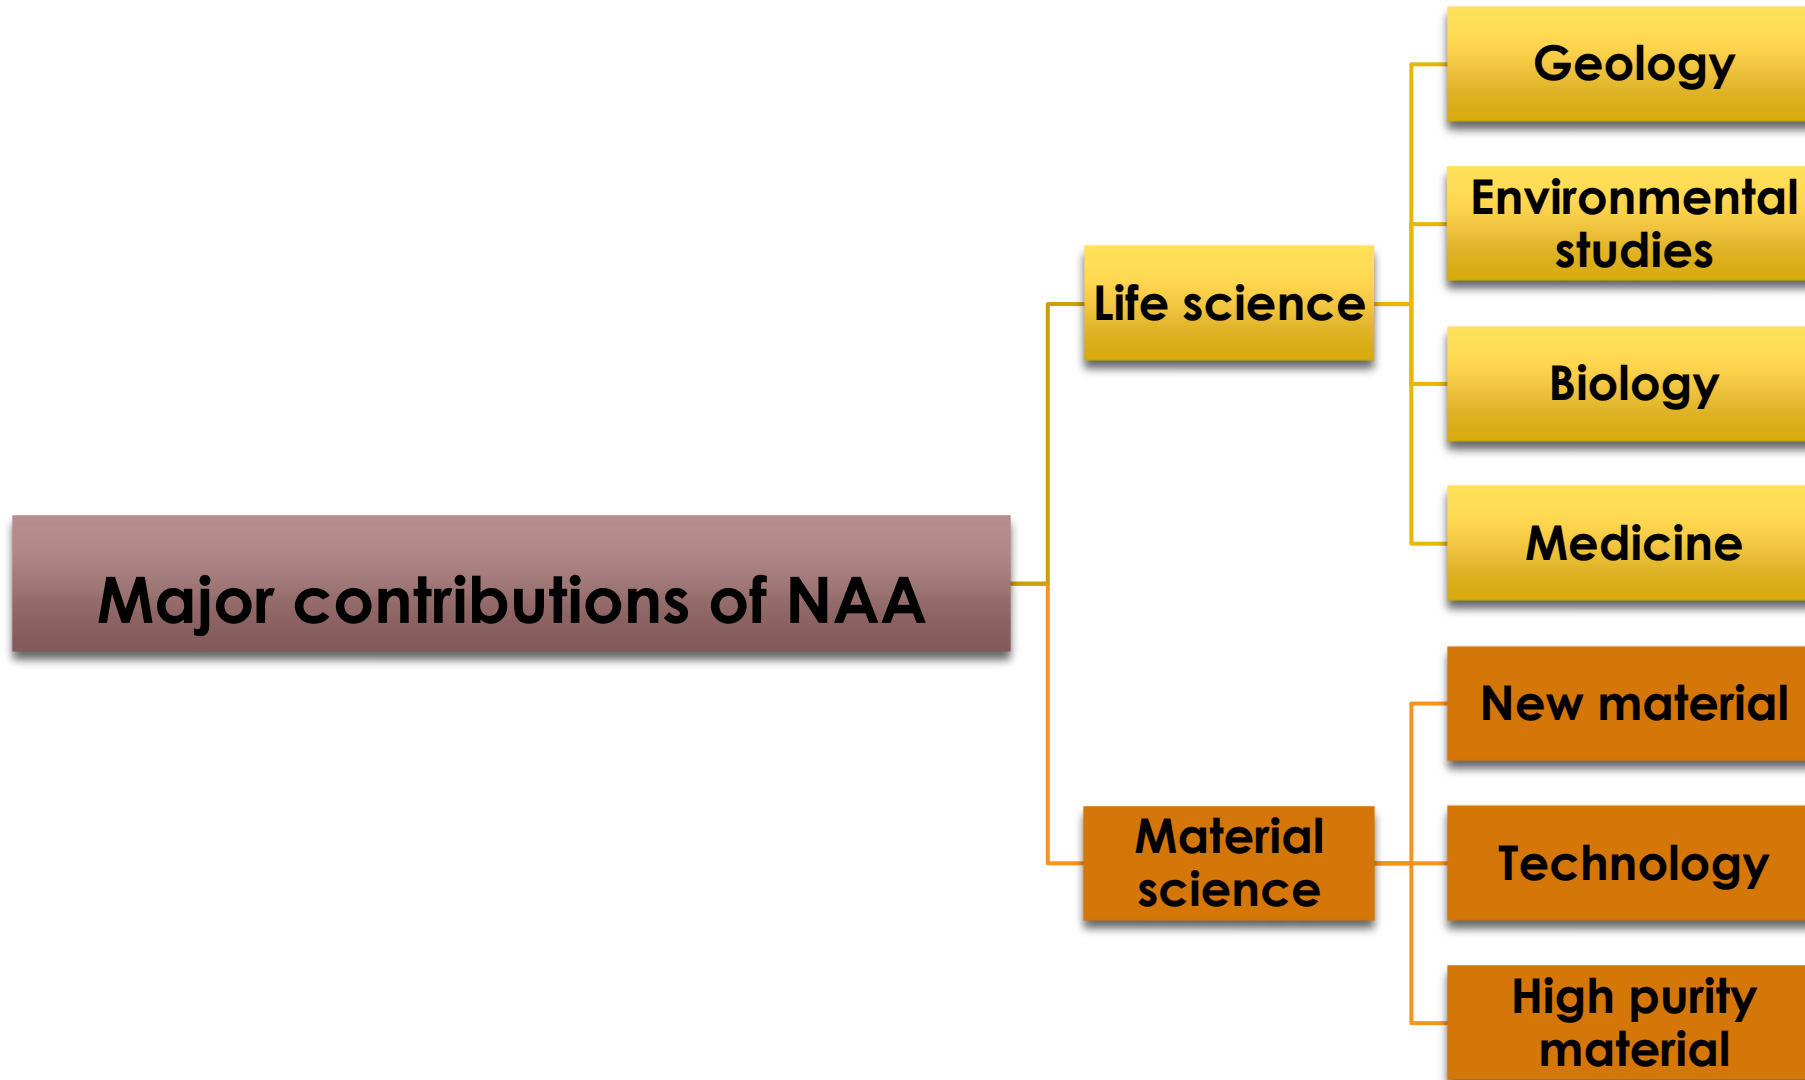 Major contributions of NAA
Life science
Geology
Environmental
studies
Biology
Medicine
Material
science
New material
Technology
High purity
material